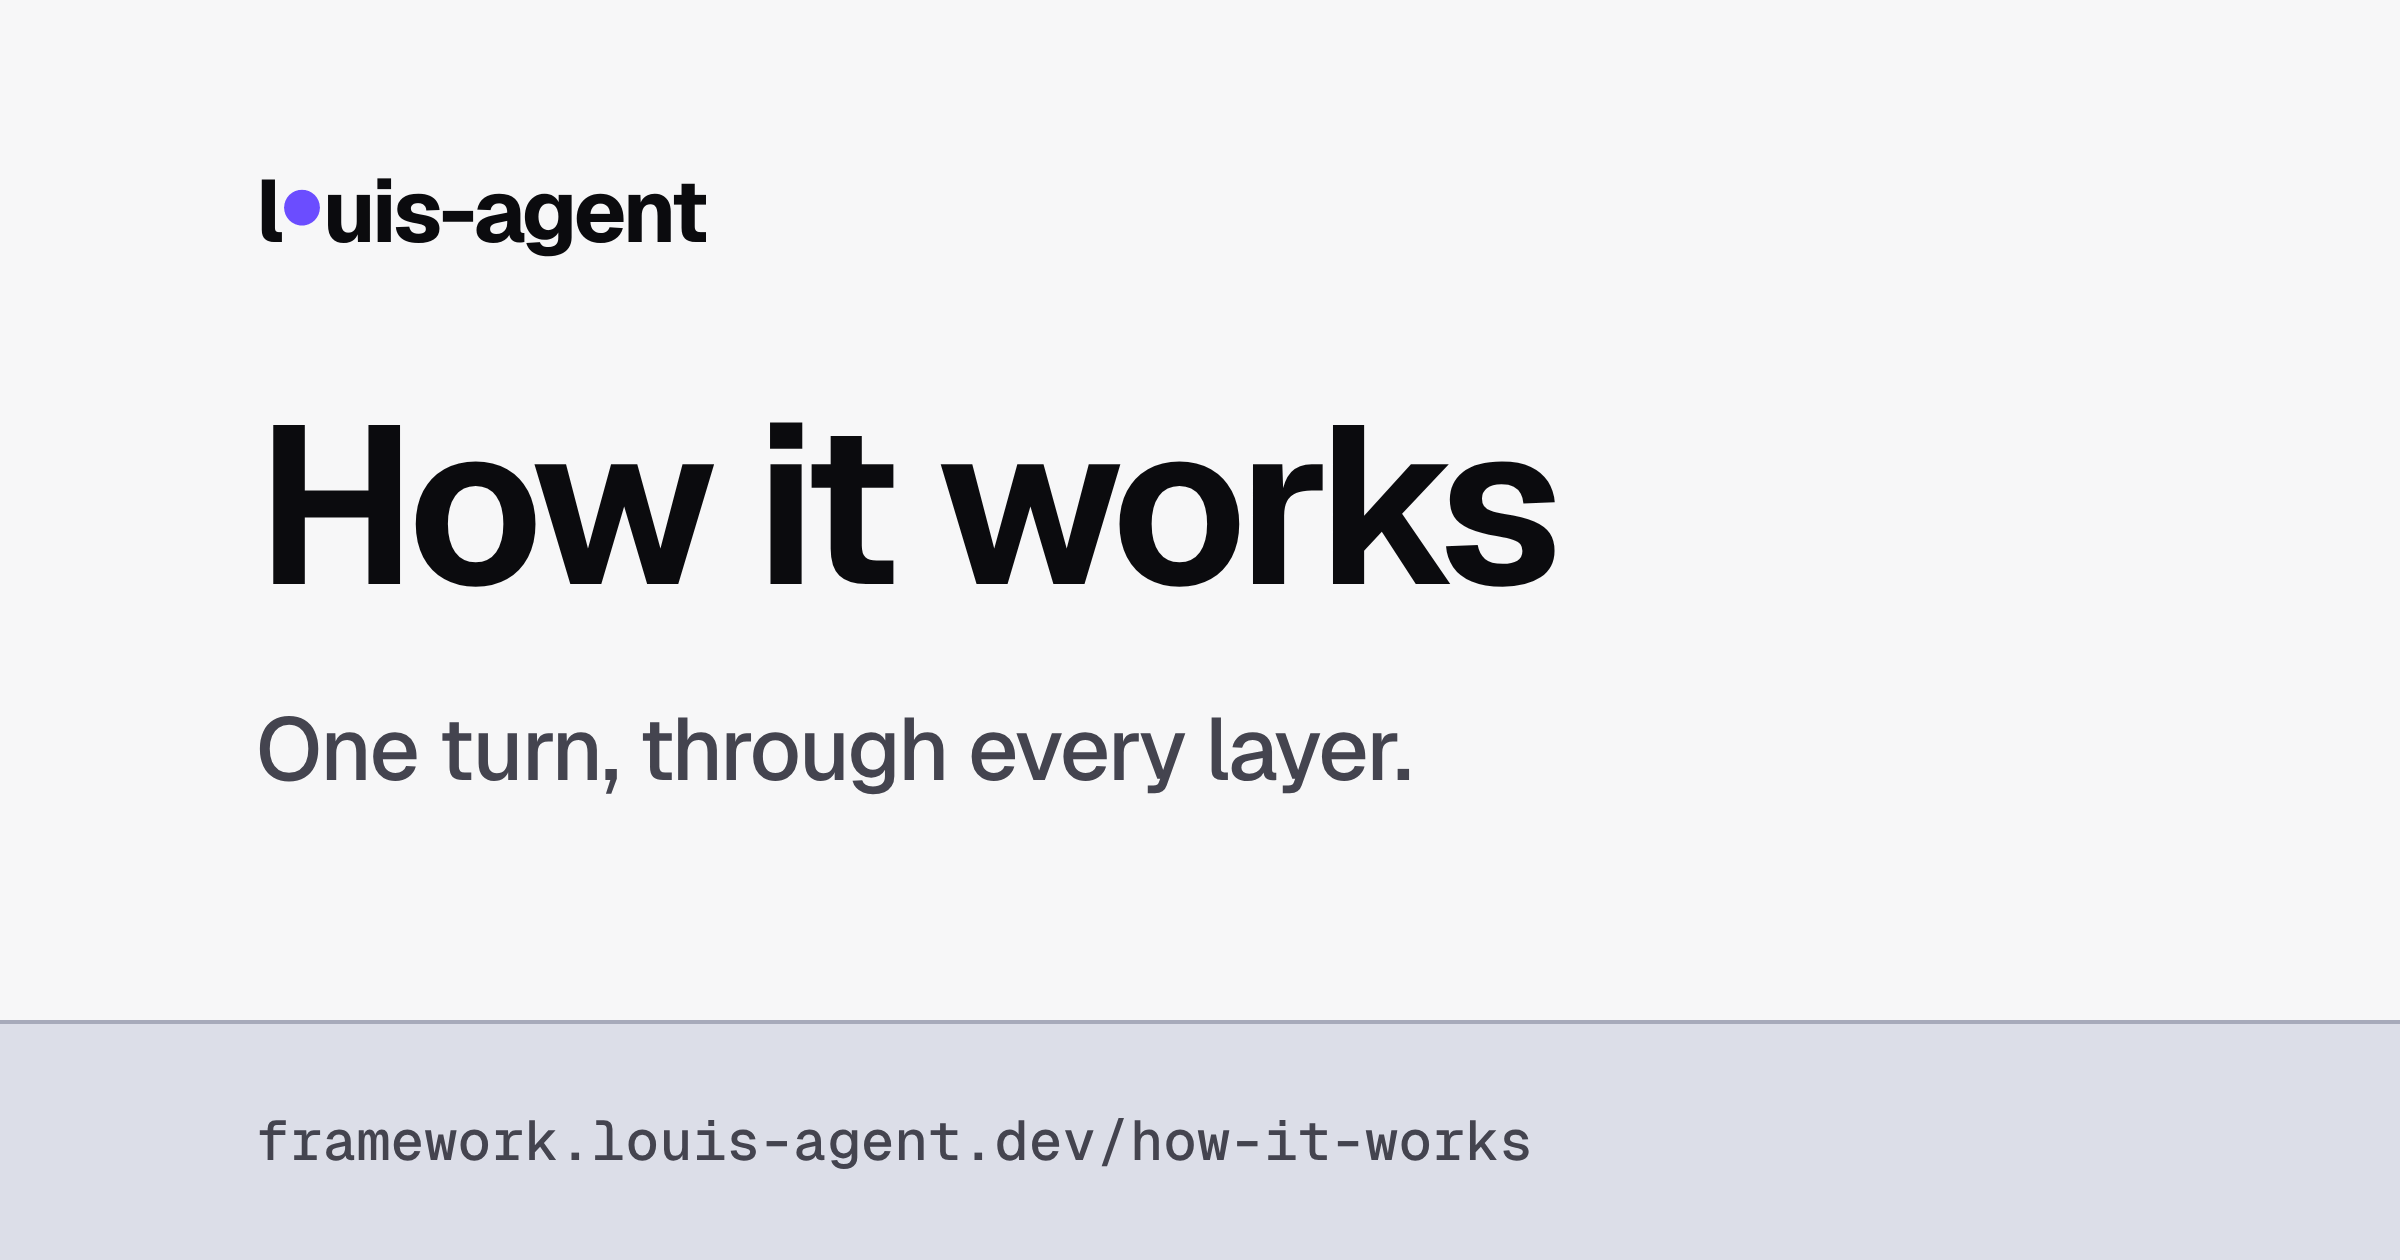 louis-agent
How it works
One turn, through every layer.
framework.louis-agent.dev/how-it-works